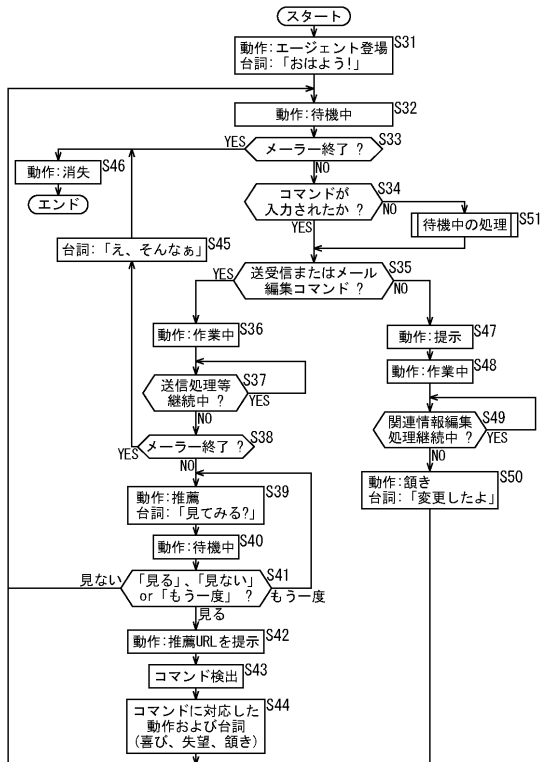 スタート
S31
動作:エージェント登場
台詞:「おはよう!」
S32
動作:待機中
S33
YES
メーラー終了 ?
NO
S46
動作:消失
エンド
S34
コマンドが
入力されたか ?
NO
YES
S51
待機中の処理
S45
台詞:「え、そんなぁ」
S35
YES
送受信またはメール
編集コマンド ?
NO
S36
動作:作業中
S47
動作:提示
S48
動作:作業中
S37
送信処理等
継続中 ?
YES
NO
S49
関連情報編集
処理継続中 ?
YES
NO
S38
YES
メーラー終了 ?
NO
S39
動作:推薦
台詞:「見てみる?」
S50
動作:頷き
台詞:「変更したよ」
S40
動作:待機中
S41
見ない
「見る」、「見ない」
or「もう一度」 ?
もう一度
見る
S42
動作:推薦URLを提示
S43
コマンド検出
S44
コマンドに対応した
動作および台詞
(喜び、失望、頷き)